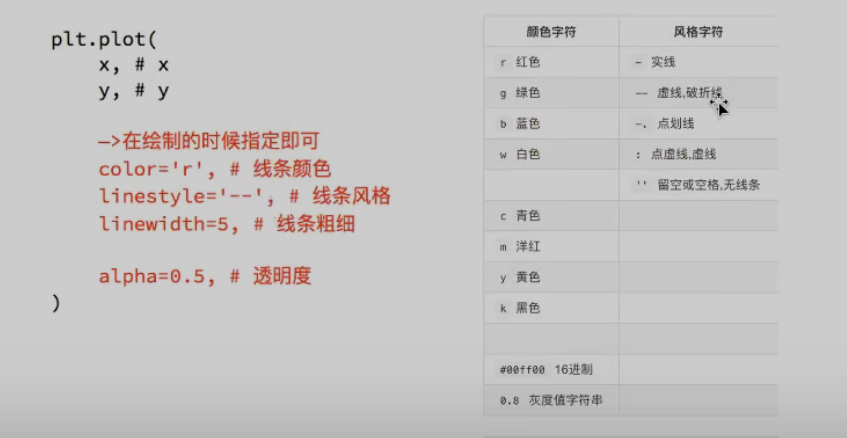 plt.plot(
x, # x
y, # y
—>在绘制的时候指定即可
color='r', # 线条颜色
linestyle='--', # 线条风格
linewidth=5, # 线条粗细
alpha=0.5, # 透明度
)
颜色字符 风格字符
r 红色 - 实线
g 绿色 -- 虚线,破折线
b 蓝色 -. 点划线
w 白色 : 点虚线,虚线
'' 留空或空格,无线条
c 青色
m 洋红
y 黄色
k 黑色
#00ff00 16进制
0.8 灰度值字符串